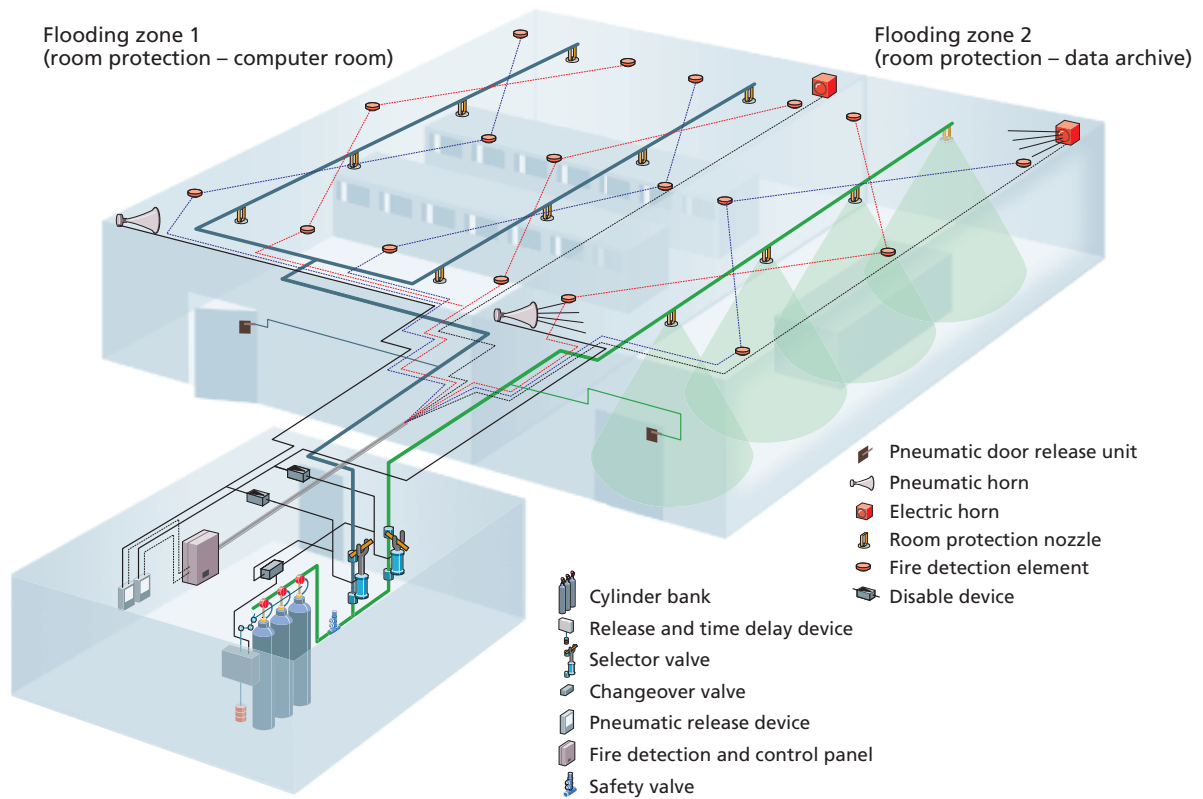 Flooding zone 1
(room protection – computer room)
Flooding zone 2
(room protection – data archive)
Pneumatic door release unit
Pneumatic horn
Electric horn
Room protection nozzle
Fire detection element
Disable device
Cylinder bank
Release and time delay device
Selector valve
Changeover valve
Pneumatic release device
Fire detection and control panel
Safety valve